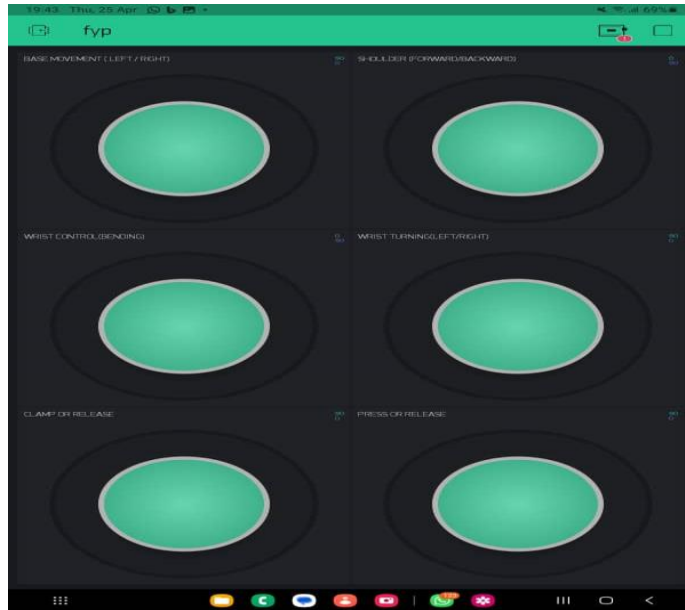 19:43 Thu, 25 Apr
69%
fyp
BASE MOVEMENT ( LEFT / RIGHT)
SHOULDER (FORWARD/BACKWARD)
WRIST CONTROL(BENDING)
WRIST TURNING(LEFT/RIGHT)
CLAMP OR RELEASE
PRESS OR RELEASE